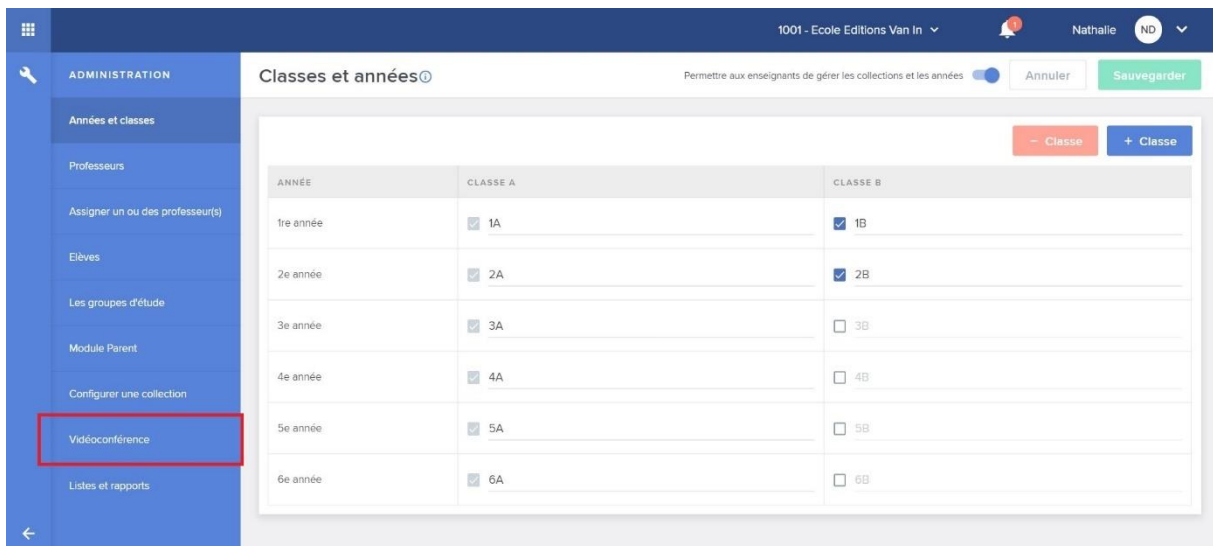 1001 - Ecole Editions Van In
1
Nathalie
ND
ADMINISTRATION
Classes et années
Permettre aux enseignants de gérer les collections et les années
Annuler
Sauvegarder
Années et classes
Professeurs
Assigner un ou des professeur(s)
Elèves
Les groupes d'étude
Module Parent
Configurer une collection
Vidéoconférence
Listes et rapports
- Classe
+ Classe
ANNÉE CLASSE A CLASSE B
1re année 1A 1B
2e année 2A 2B
3e année 3A 3B
4e année 4A 4B
5e année 5A 5B
6e année 6A 6B